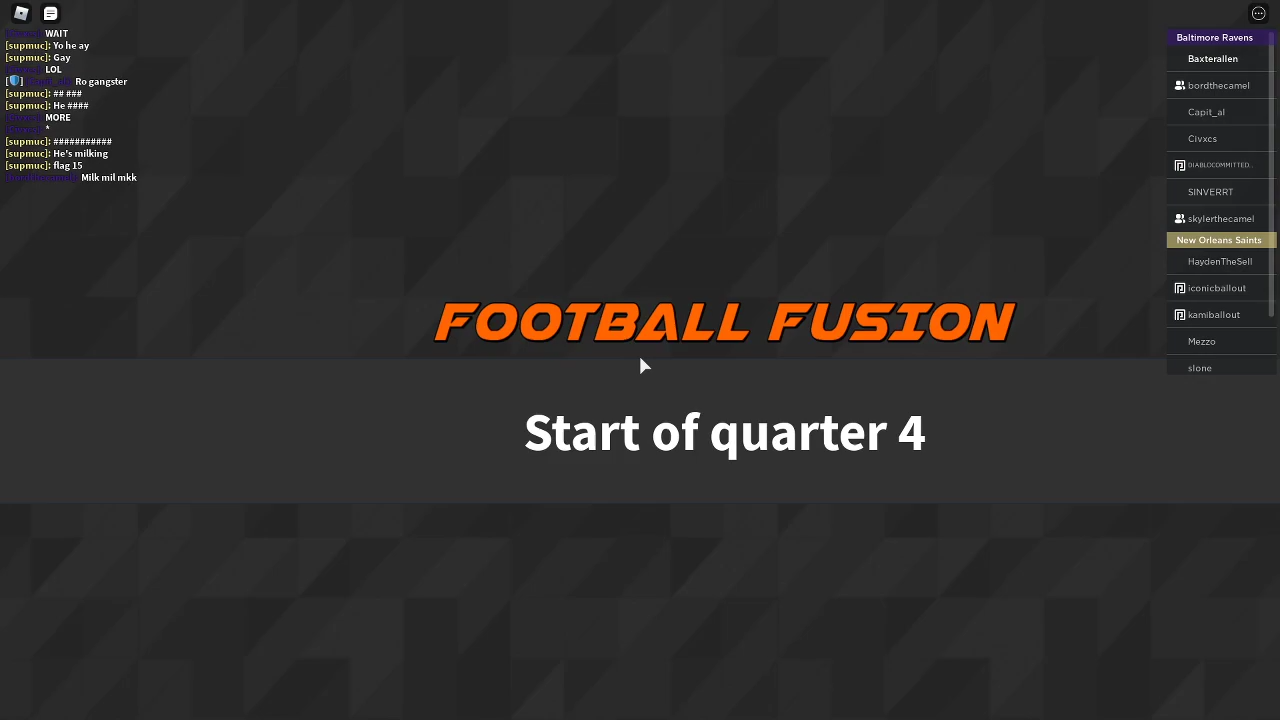 WAIT
[supmuc]: Yo he ay
[supmuc]: Gay
LOL
Ro gangster
[supmuc]: ## ###
[supmuc]: He ####
MORE
*
[supmuc]: ###########
[supmuc]: He's milking
[supmuc]: flag 15
Milk mil mkk
Baltimore Ravens
Baxterallen
bordthecamel
Capit_al
Clvxcs
DIABLOCOMMITTED..
SINVERRT
skylerthecamel
New Orleans Saints
HaydenTheSell
iconicballout
kamiballout
Mezzo
slone
FOOTBALL FUSION
Start of quarter 4